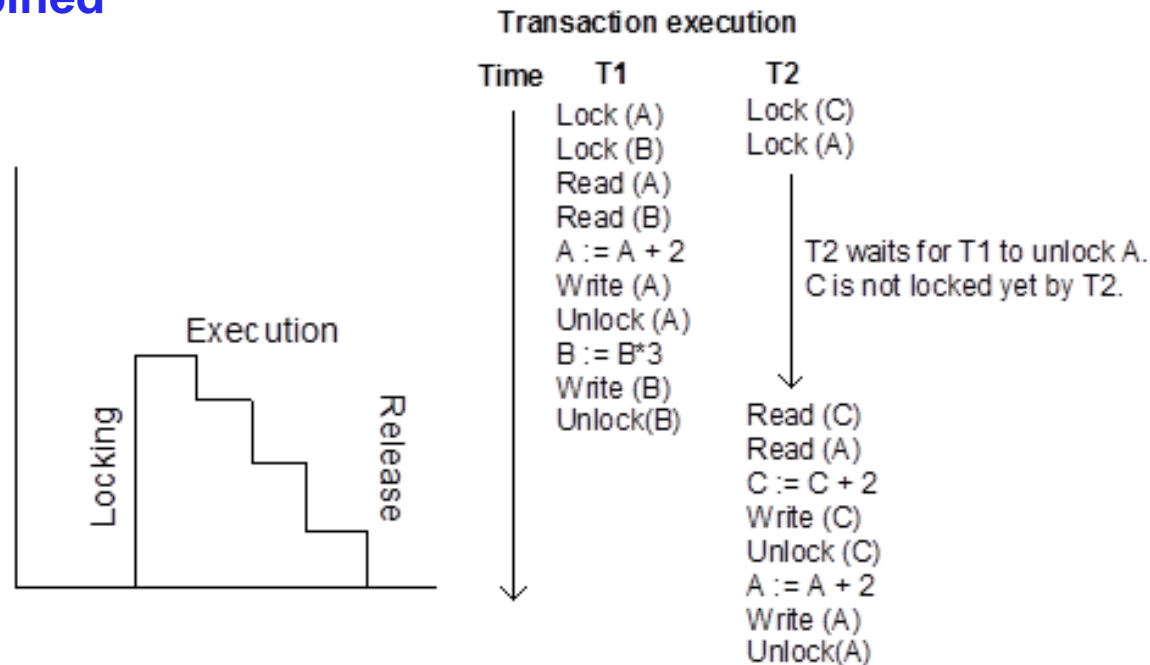 Transaction execution
Time T1 T2
Lock (A)
Lock (B)
Read (A)
Read (B)
A := A + 2
Write (A)
Unlock (A)
B := B*3
Write (B)
Unlock(B)
Lock (C)
Lock (A)
T2 waits for T1 to unlock A.
C is not locked yet by T2.
Read (C)
Read (A)
C := C + 2
Write (C)
Unlock (C)
A := A + 2
Write (A)
Unlock(A)
Execution
Locking
Release